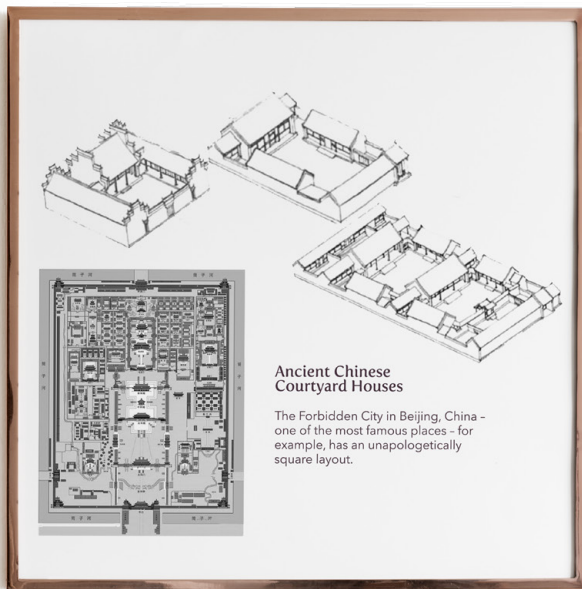 Ancient Chinese
Courtyard Houses
The Forbidden City in Beijing, China –
one of the most famous places – for
example, has an unapologetically
square layout.